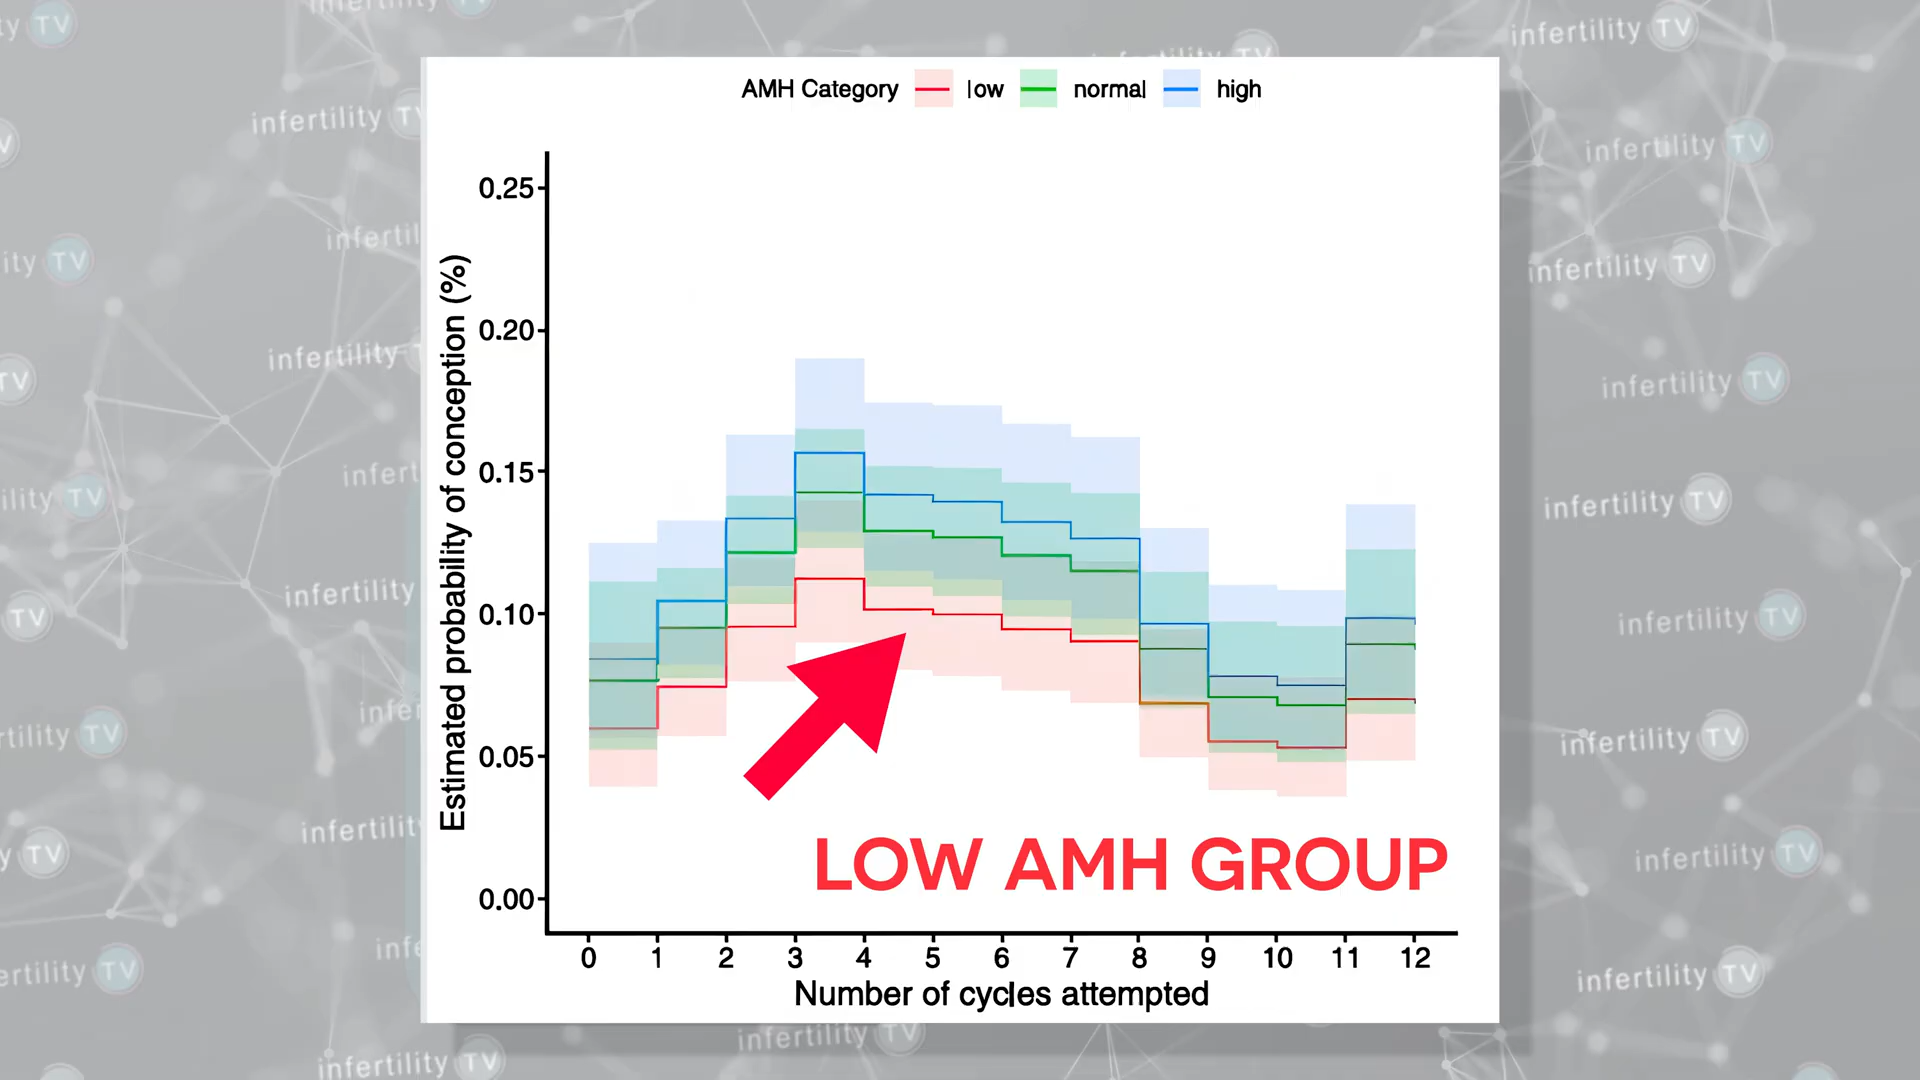 AMH Category low normal high
Estimated probability of conception (%)
0.25
0.20
0.15
0.10
0.05
0.00
LOW AMH GROUP
0 1 2 3 4 5 6 7 8 9 10 11 12
Number of cycles attempted
infertility TV